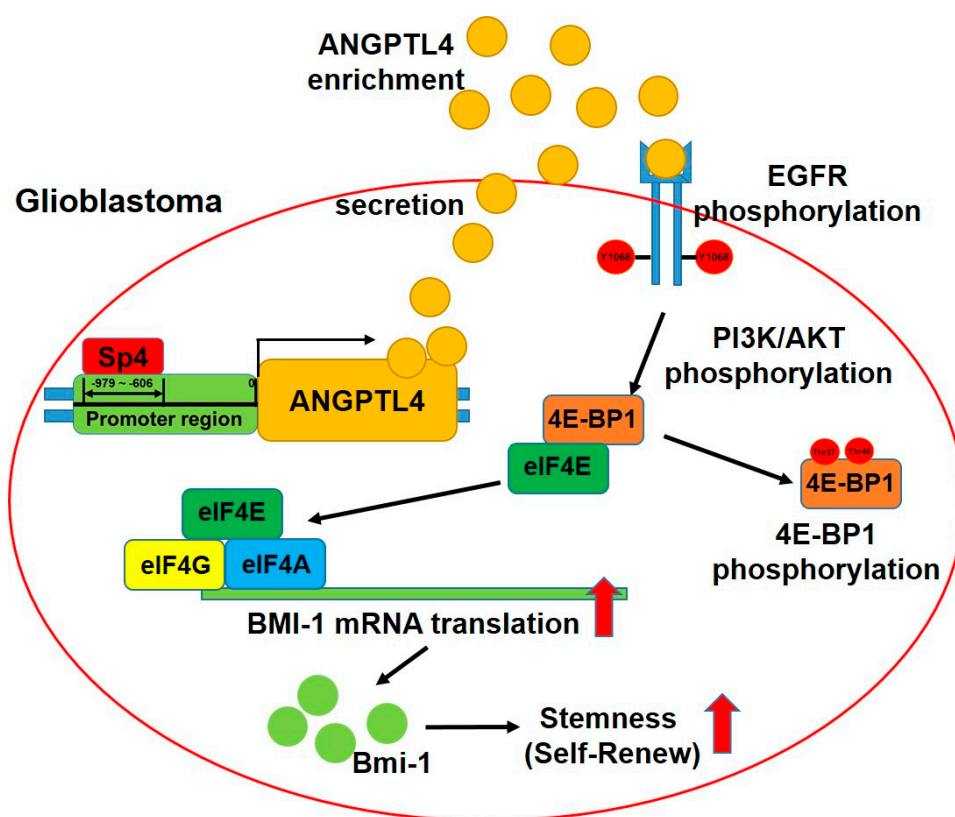 ANGPTL4
enrichment
Glioblastoma
secretion
EGFR
phosphorylation
Y1068
Y1068
Sp4
-979 ~ -606
0
Promoter region
ANGPTL4
PI3K/AKT
phosphorylation
4E-BP1
eIF4E
Thr37
Thr46
4E-BP1
4E-BP1
phosphorylation
eIF4E
eIF4G
eIF4A
BMI-1 mRNA translation
Bmi-1
Stemness
(Self-Renew)